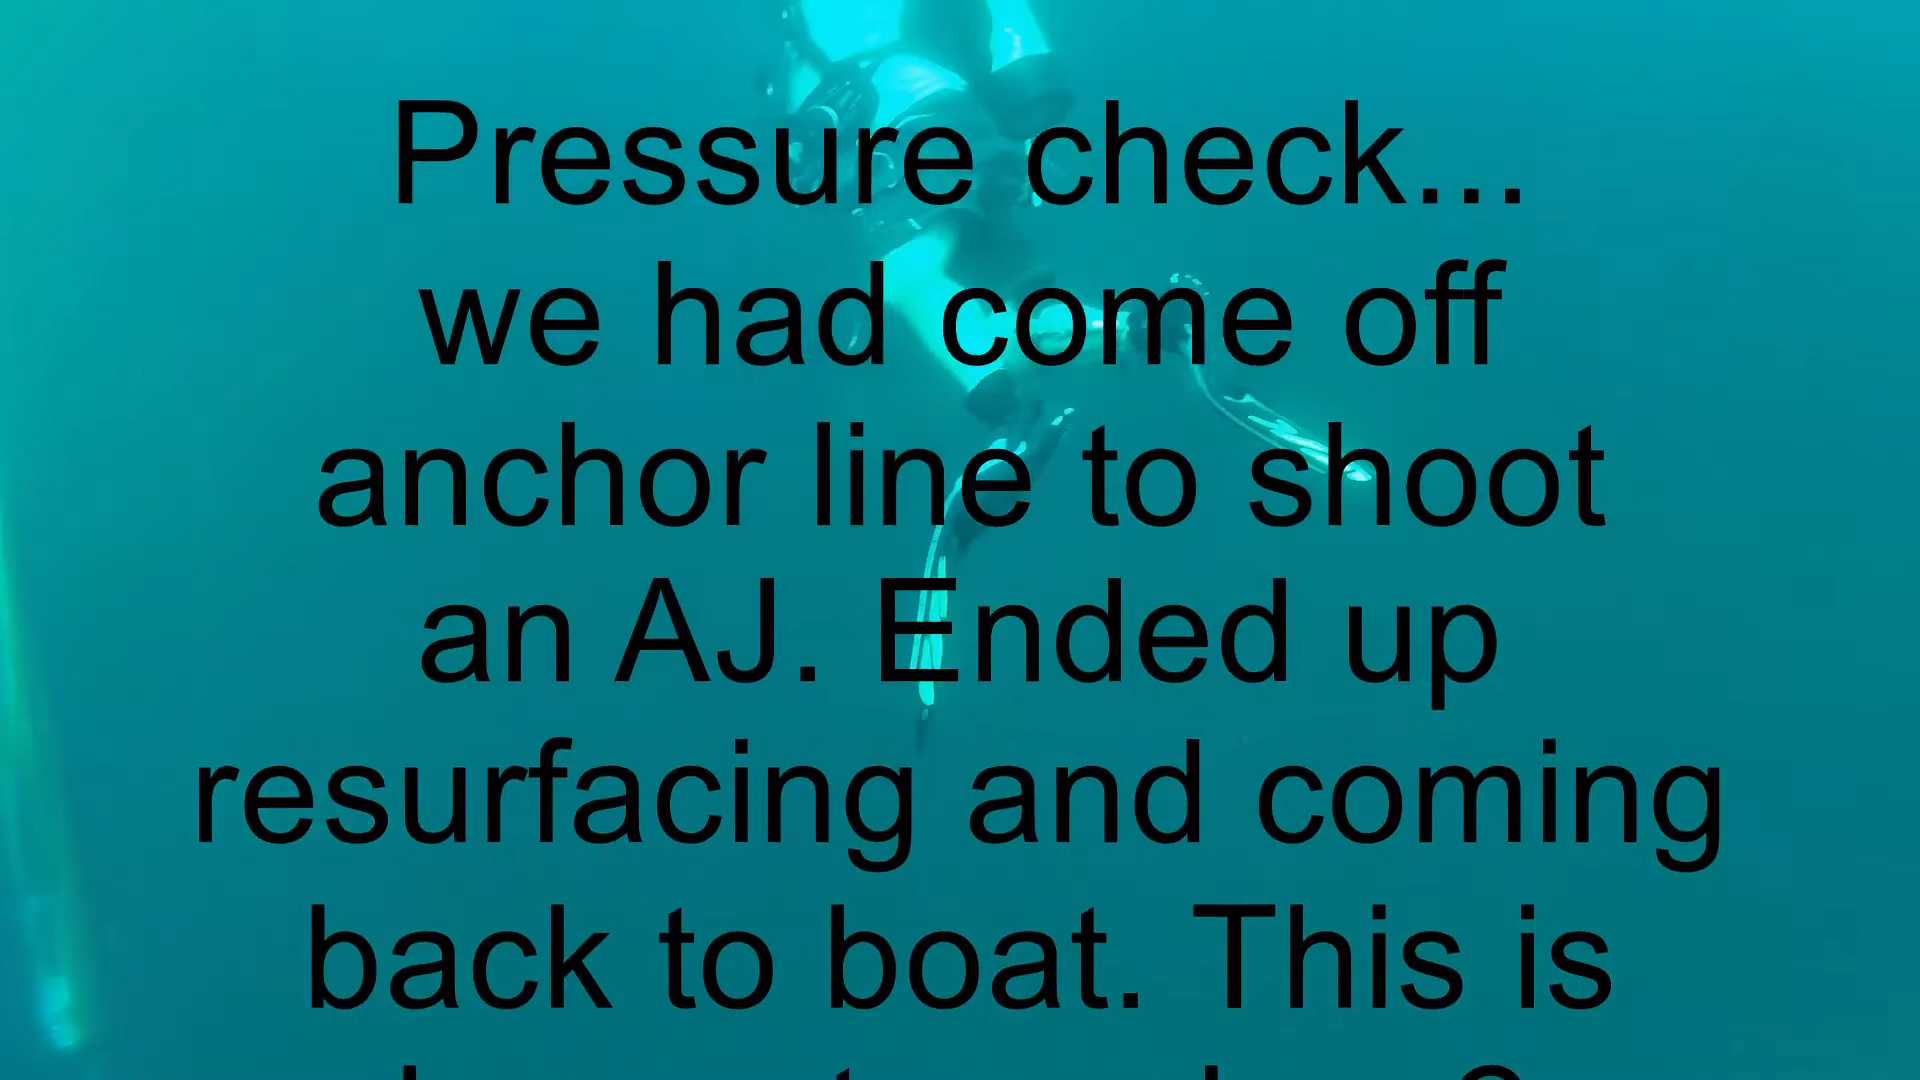 Pressure check...
we had come off
anchor line to shoot
an AJ. Ended up
resurfacing and coming
back to boat. This is